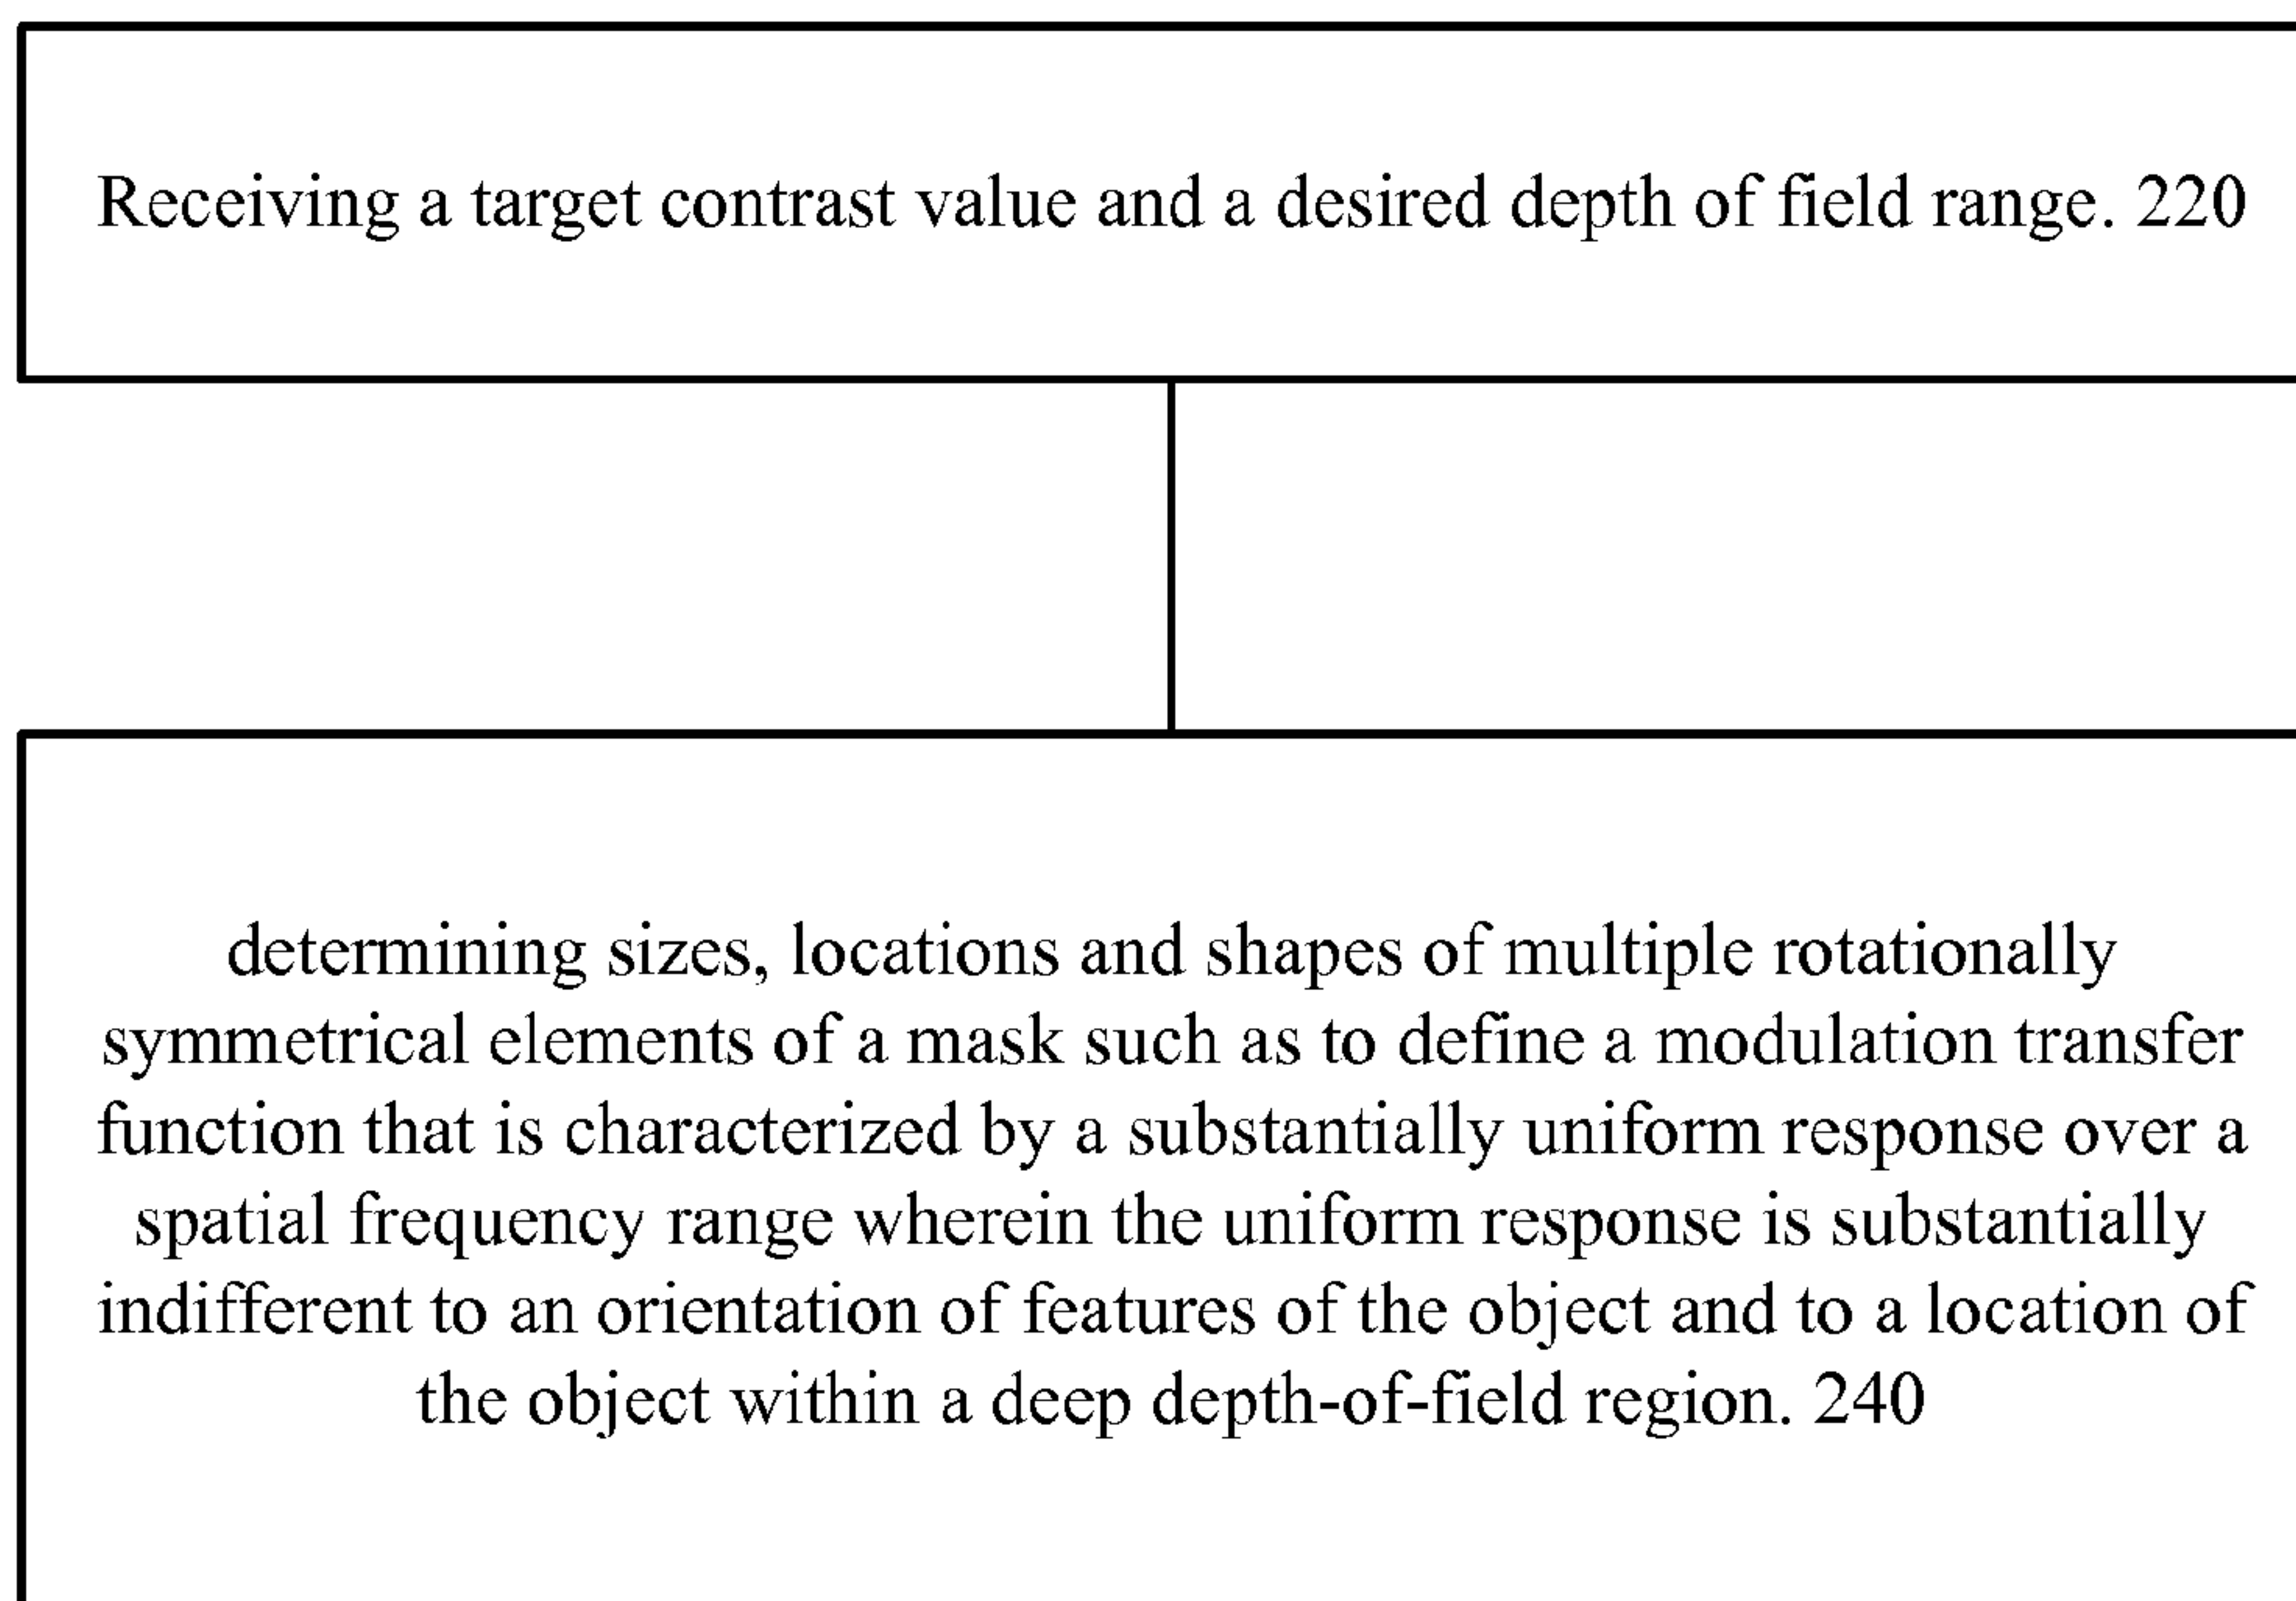 Receiving a target contrast value and a desired depth of field range. 220
determining sizes, locations and shapes of multiple rotationally
symmetrical elements of a mask such as to define a modulation transfer
function that is characterized by a substantially uniform response over a
spatial frequency range wherein the uniform response is substantially
indifferent to an orientation of features of the object and to a location of
the object within a deep depth-of-field region. 240